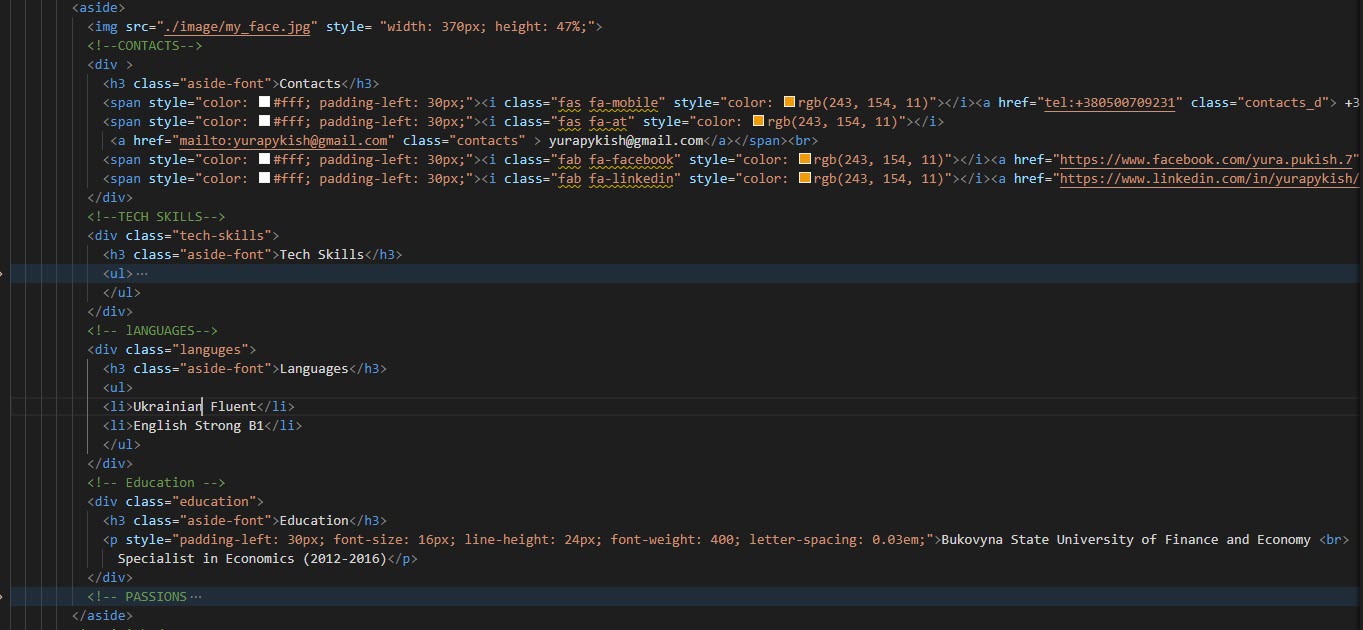 <aside>
<img src="./image/my_face.jpg" style= "width: 370px; height: 47%;">
<!--CONTACTS-->
<div >
<h3 class="aside-font">Contacts</h3>
<span style="color: #fff; padding-left: 30px;"><i class="fas fa-mobile" style="color: rgb(243, 154, 11)"></i><a href="tel:+380500709231" class="contacts_d"> +3
<span style="color: #fff; padding-left: 30px;"><i class="fas fa-at" style="color: rgb(243, 154, 11)"></i>
<a href="mailto:yurapykish@gmail.com" class="contacts" > yurapykish@gmail.com</a></span><br>
<span style="color: #fff; padding-left: 30px;"><i class="fab fa-facebook" style="color: rgb(243, 154, 11)"></i><a href="https://www.facebook.com/yura.pukish.7"
<span style="color: #fff; padding-left: 30px;"><i class="fab fa-linkedin" style="color: rgb(243, 154, 11)"></i><a href="https://www.linkedin.com/in/yurapykish/
</div>
<!--TECH SKILLS-->
<div class="tech-skills">
<h3 class="aside-font">Tech Skills</h3>
<ul>…
</ul>
</div>
<!-- lANGUAGES-->
<div class="languges">
<h3 class="aside-font">Languages</h3>
<ul>
<li>Ukrainian Fluent</li>
<li>English Strong B1</li>
</ul>
</div>
<!-- Education -->
<div class="education">
<h3 class="aside-font">Education</h3>
<p style="padding-left: 30px; font-size: 16px; line-height: 24px; font-weight: 400; letter-spacing: 0.03em;">Bukovyna State University of Finance and Economy <br>
Specialist in Economics (2012-2016)</p>
</div>
<!-- PASSIONS…
</aside>